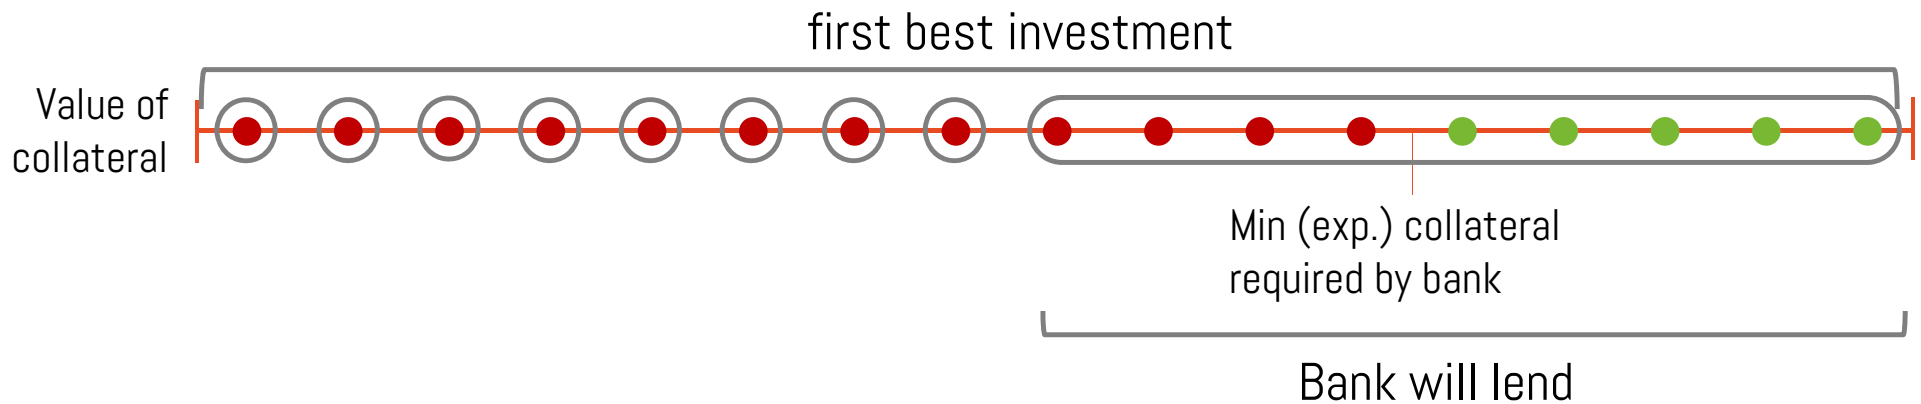 first best investment
Value of
collateral
Min (exp.) collateral
required by bank
Bank will lend